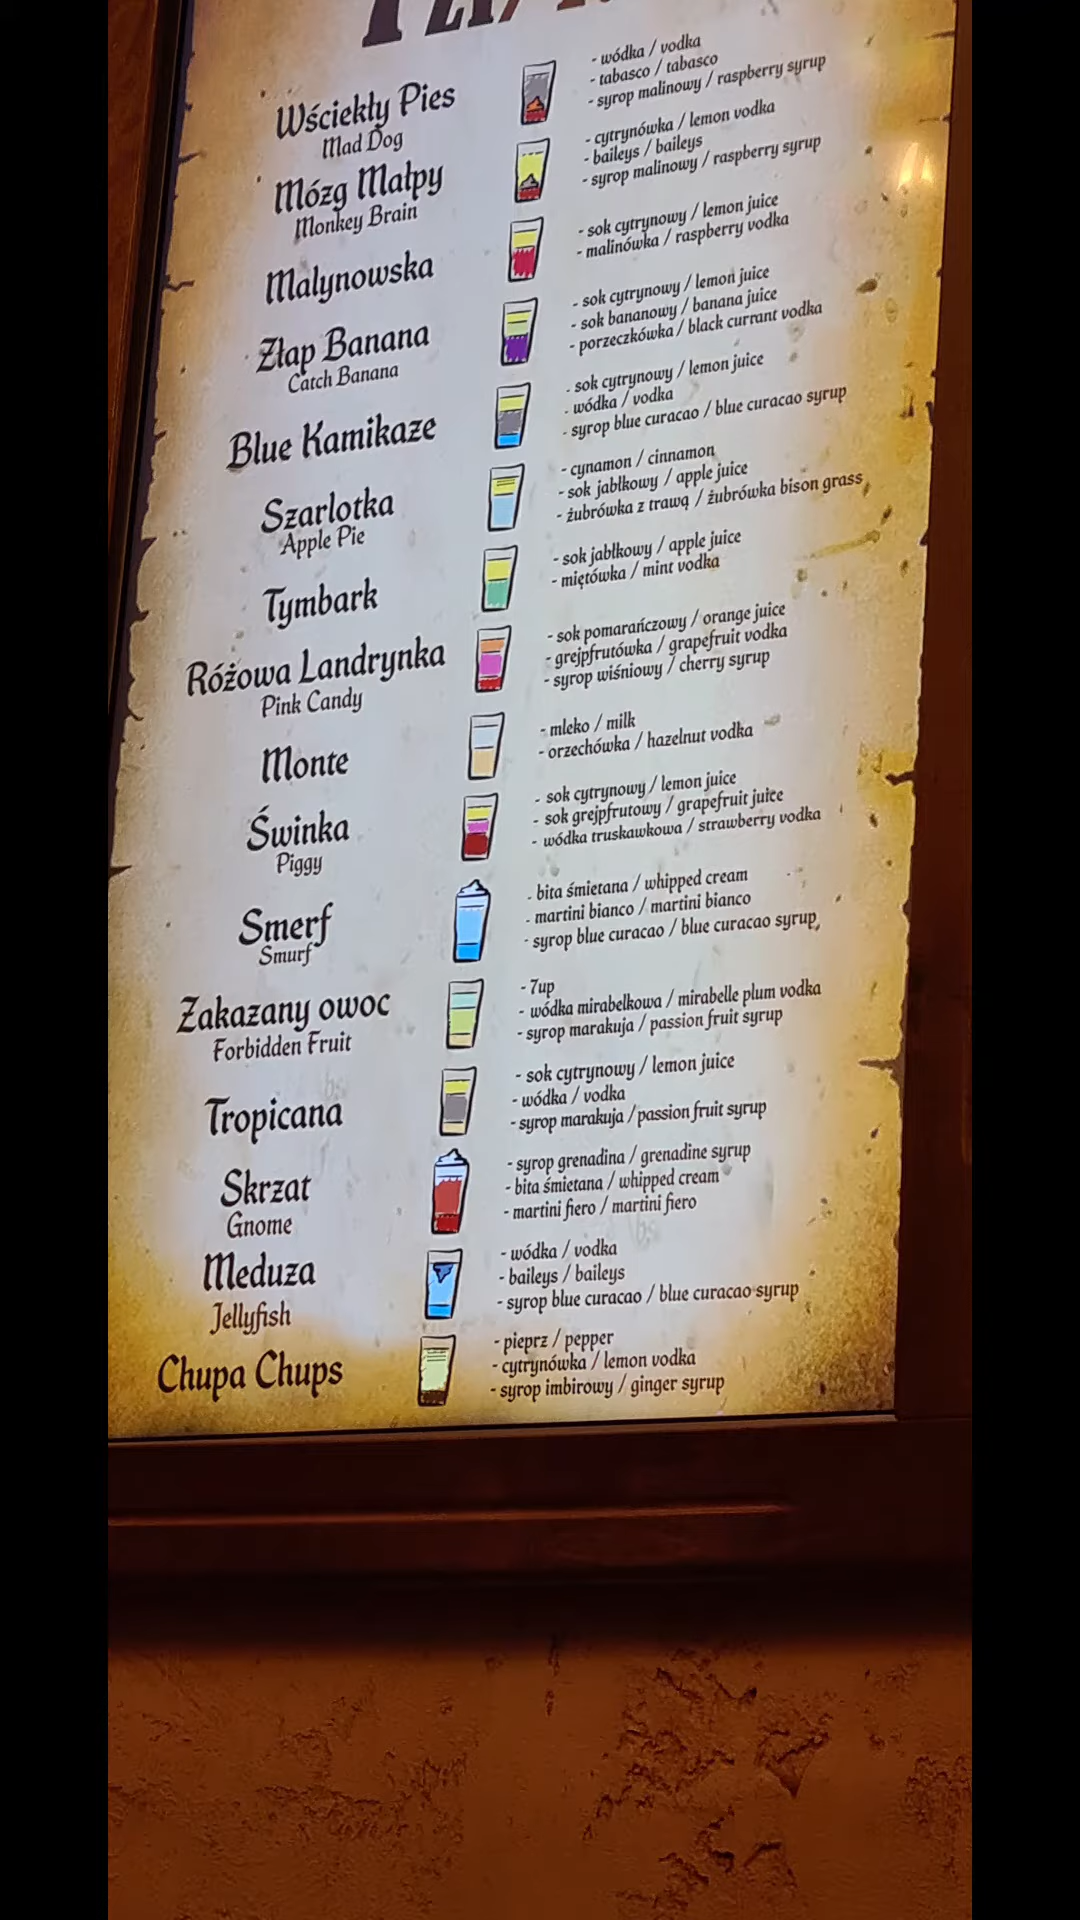 Wściekły Pies
Mad Dog
- wódka / vodka
- tabasco / tabasco
- syrop malinowy / raspberry syrup
Mózg Małpy
Monkey Brain
- cytrynówka / lemon vodka
- baileys / baileys
- syrop malinowy / raspberry syrup
Malynowska
- sok cytrynowy / lemon juice
- malinówka / raspberry vodka
Złap Banana
Catch Banana
- sok cytrynowy / lemon juice
- sok bananowy / banana juice
- porzeczkówka / black currant vodka
Blue Kamikaze
- sok cytrynowy / lemon juice
- wódka / vodka
- syrop blue curacao / blue curacao syrup
Szarlotka
Apple Pie
- cynamon / cinnamon
- sok jabłkowy / apple juice
- żubrówka z trawą / żubrówka bison grass
Tymbark
- sok jabłkowy / apple juice
- miętówka / mint vodka
Różowa Landrynka
Pink Candy
- sok pomarańczowy / orange juice
- grejpfrutówka / grapefruit vodka
- syrop wiśniowy / cherry syrup
Monte
- mleko / milk
- orzechówka / hazelnut vodka
Świnka
Piggy
- sok cytrynowy / lemon juice
- sok grejpfrutowy / grapefruit juice
- wódka truskawkowa / strawberry vodka
Smerf
Smurf
- bita śmietana / whipped cream
- martini bianco / martini bianco
- syrop blue curacao / blue curacao syrup
Zakazany owoc
Forbidden Fruit
- 7up
- wódka mirabelkowa / mirabelle plum vodka
- syrop marakuja / passion fruit syrup
Tropicana
- sok cytrynowy / lemon juice
- wódka / vodka
- syrop marakuja / passion fruit syrup
Skrzat
Gnome
- syrop grenadina / grenadine syrup
- bita śmietana / whipped cream
- martini fiero / martini fiero
Meduza
Jellyfish
- wódka / vodka
- baileys / baileys
- syrop blue curacao / blue curacao syrup
Chupa Chups
- pieprz / pepper
- cytrynówka / lemon vodka
- syrop imbirowy / ginger syrup